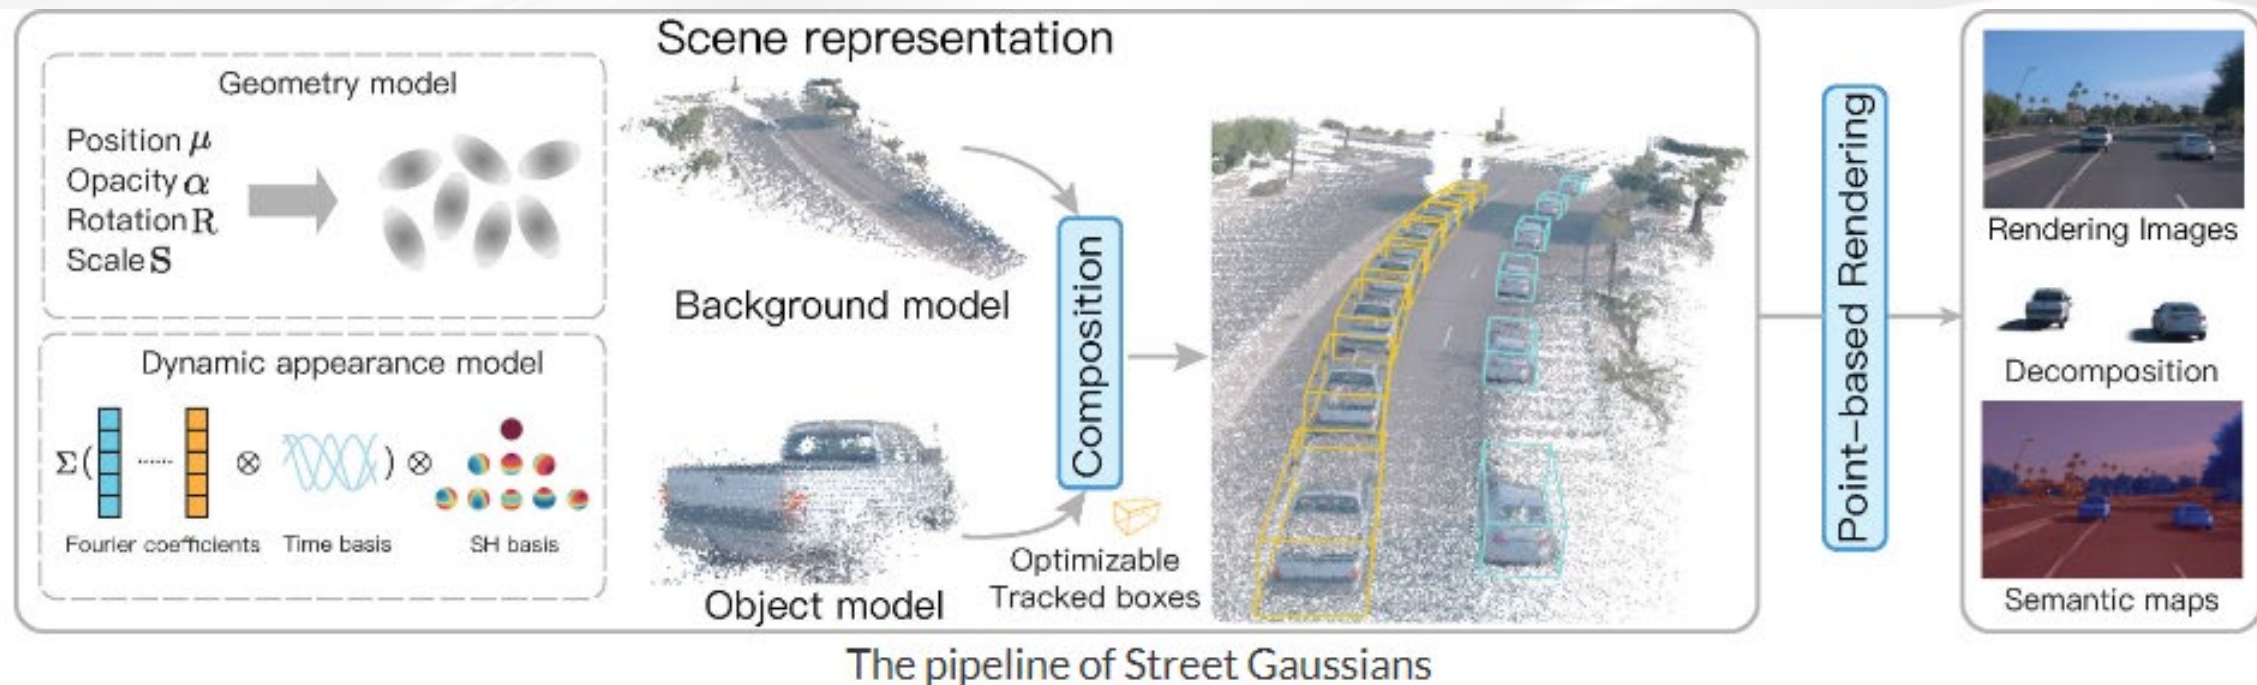 Scene representation
Geometry model
Position μ
Opacity α
Rotation R
Scale S
Dynamic appearance model
Σ( ...... ⊗ ) ⊗
Fourier coefficients
Time basis
SH basis
Background model
Object model
Composition
Optimizable
Tracked boxes
Point-based Rendering
Rendering Images
Decomposition
Semantic maps
The pipeline of Street Gaussians